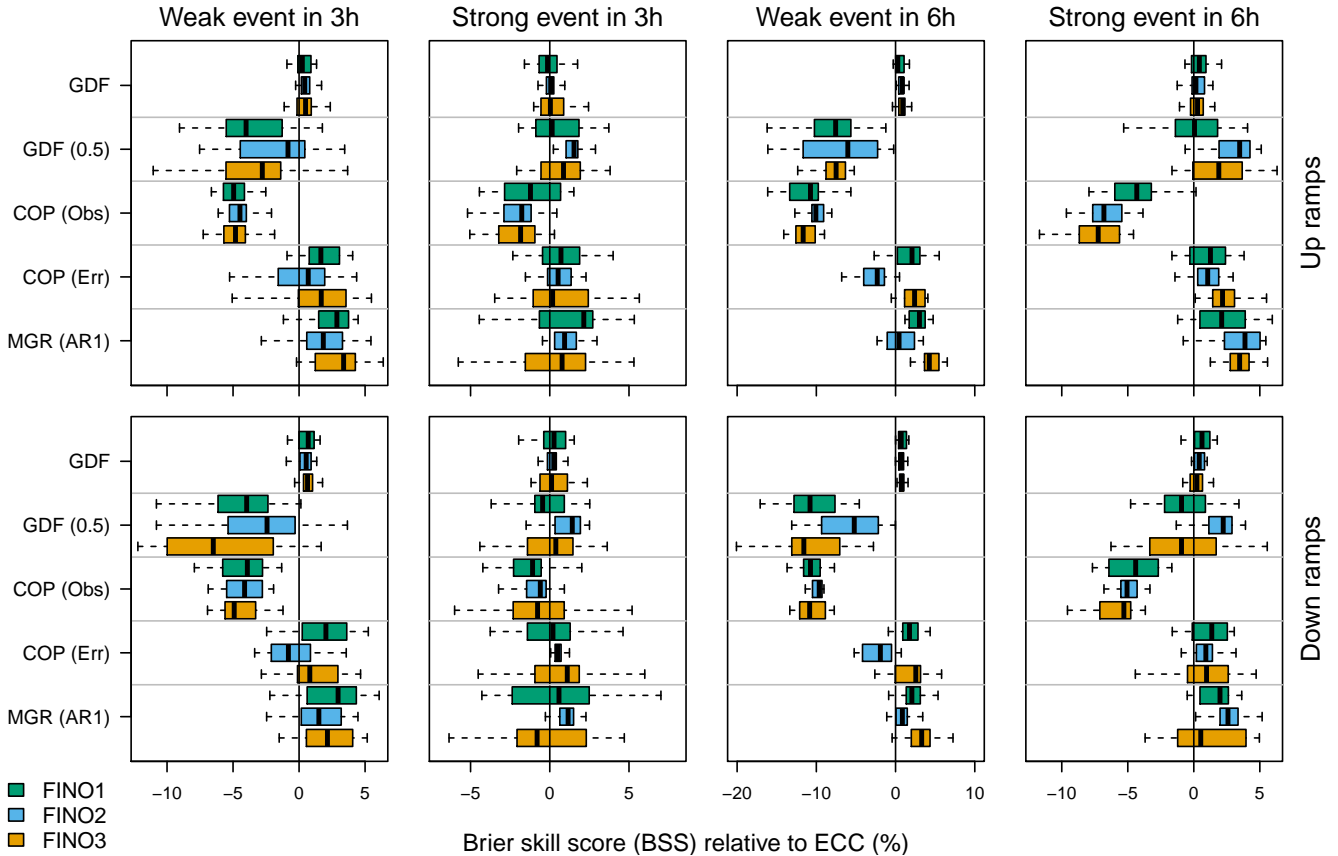 Weak event in 3h
Strong event in 3h
Weak event in 6h
Strong event in 6h
GDF
GDF (0.5)
COP (Obs)
COP (Err)
MGR (AR1)
Up ramps
GDF
GDF (0.5)
COP (Obs)
COP (Err)
MGR (AR1)
Down ramps
−10 −5 0 5
−10 −5 0 5
−20 −10 0 10
−10 −5 0 5
FINO1
FINO2
FINO3
Brier skill score (BSS) relative to ECC (%)